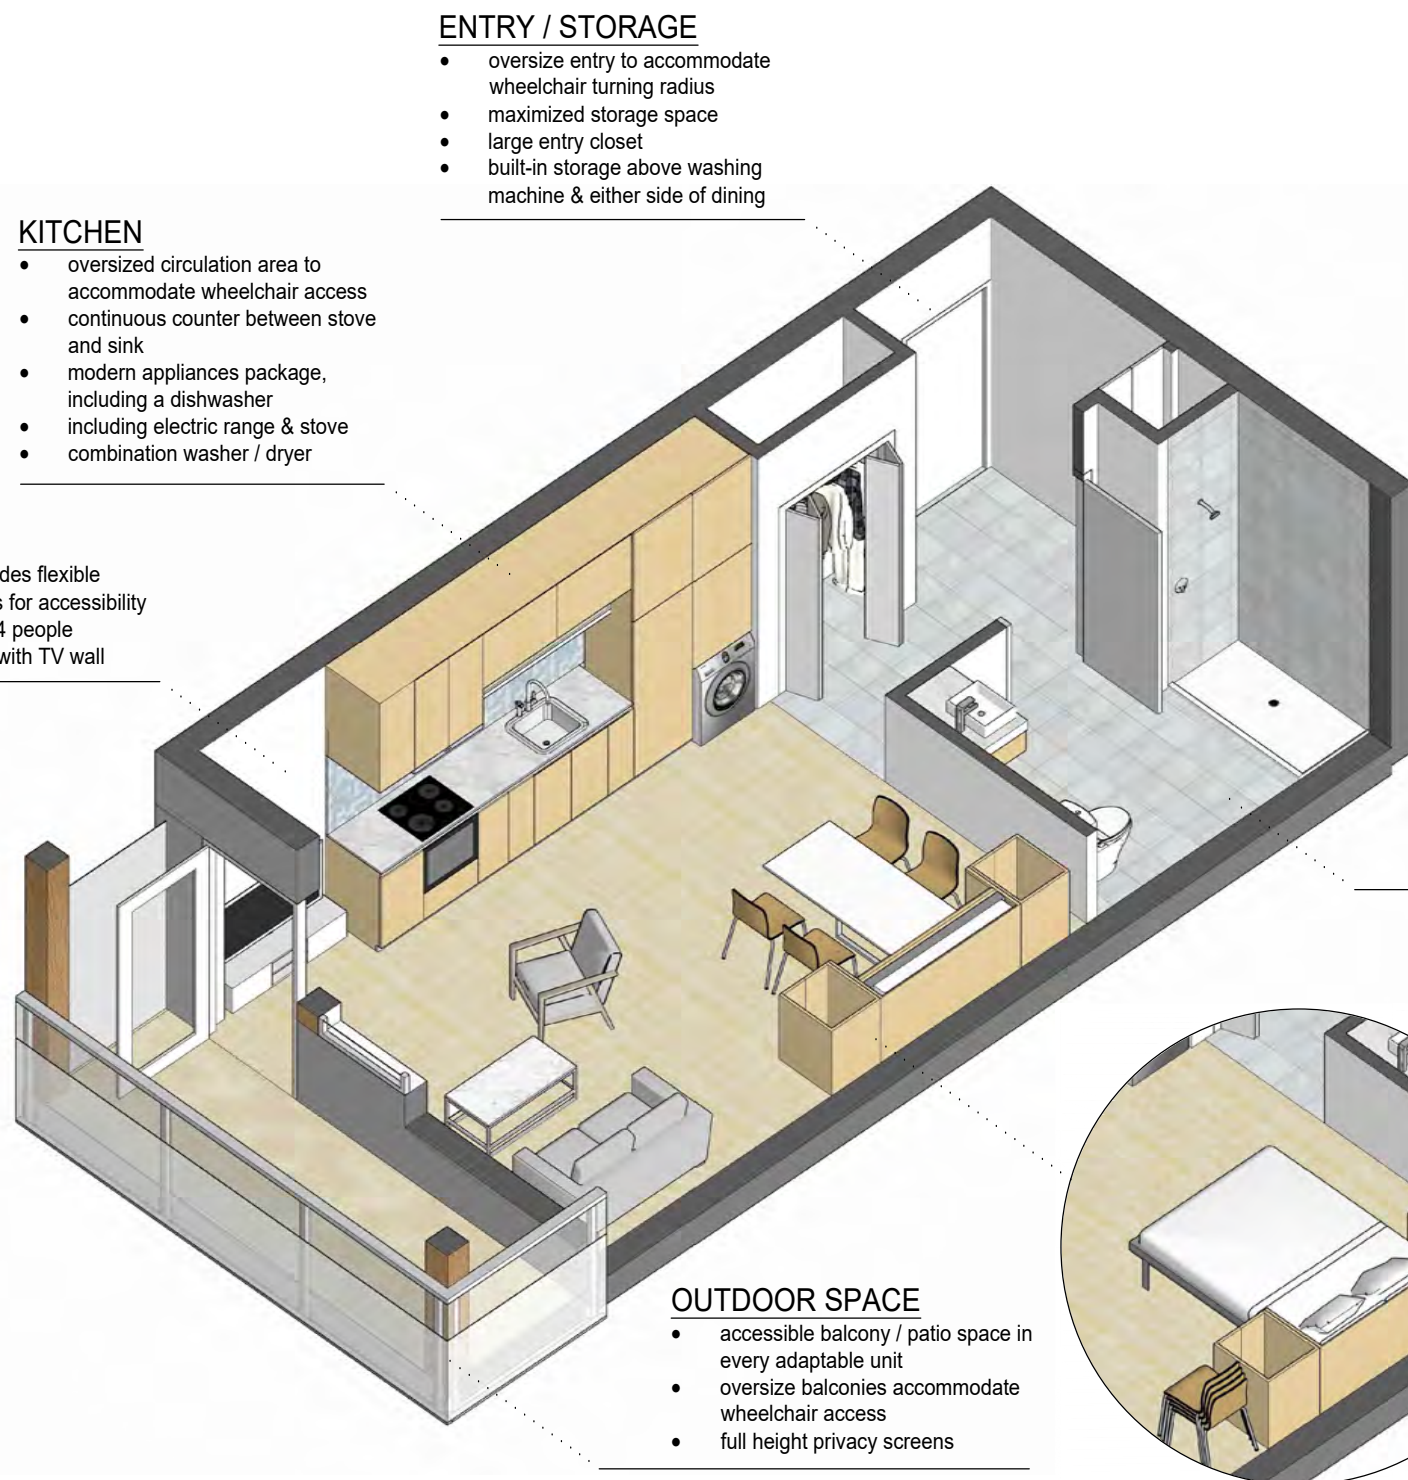 ENTRY / STORAGE
• oversize entry to accommodate
wheelchair turning radius
• maximized storage space
• large entry closet
• built-in storage above washing
machine & either side of dining
KITCHEN
• oversized circulation area to
accommodate wheelchair access
• continuous counter between stove
and sink
• modern appliances package,
including a dishwasher
• including electric range & stove
• combination washer / dryer
des flexible
s for accessibility
4 people
with TV wall
OUTDOOR SPACE
• accessible balcony / patio space in
every adaptable unit
• oversize balconies accommodate
wheelchair access
• full height privacy screens